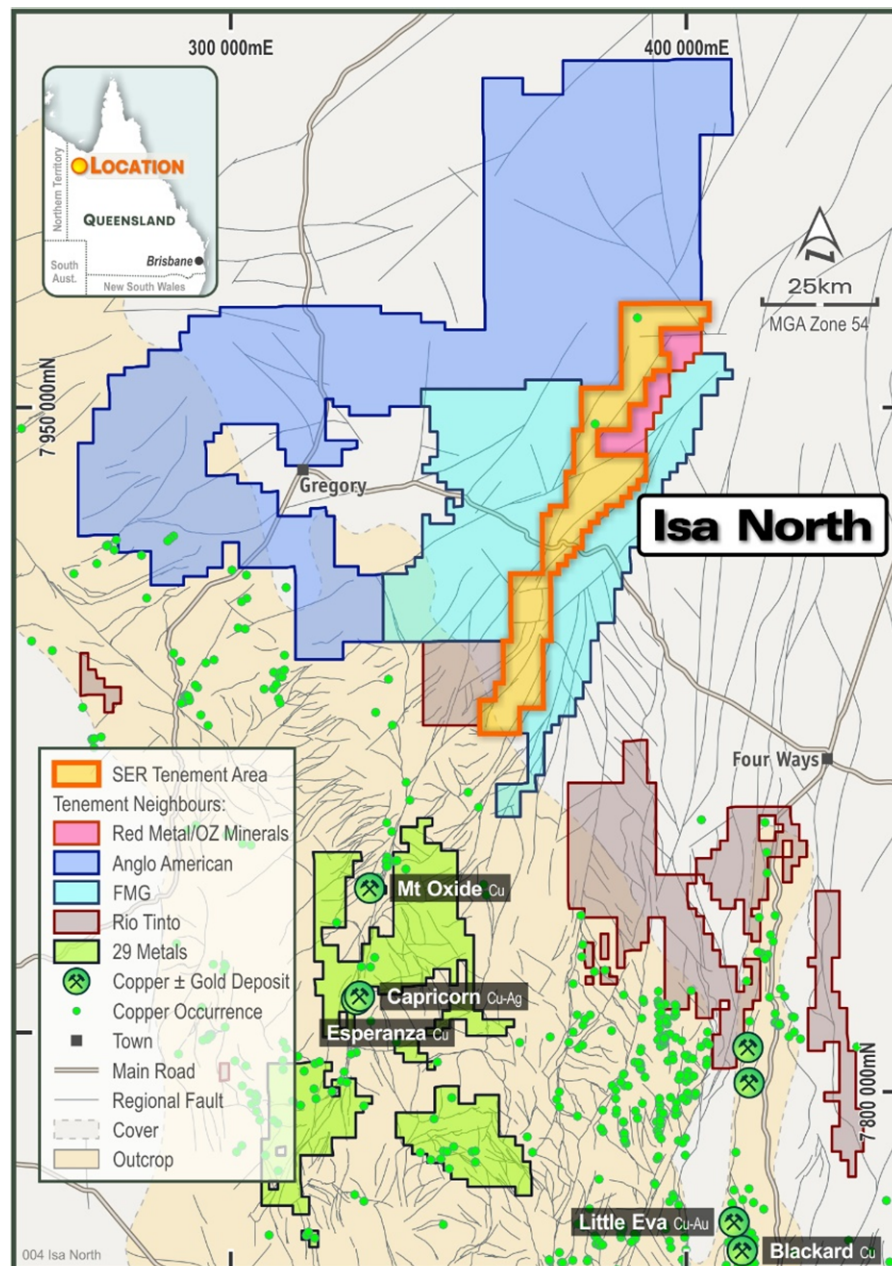 300 000mE
400 000mE
LOCATION
Northern Territory
QUEENSLAND
Brisbane
South
Aust.
New South Wales
N
25km
MGA Zone 54
7 950 000mN
Gregory
Isa North
Four Ways
SER Tenement Area
Tenement Neighbours:
Red Metal/OZ Minerals
Anglo American
FMG
Rio Tinto
29 Metals
Copper ± Gold Deposit
Copper Occurrence
Town
Main Road
Regional Fault
Cover
Outcrop
Mt Oxide Cu
Capricorn Cu-Ag
Esperanza Cu
7 800 000mN
Little Eva Cu-Au
Blackard Cu
004 Isa North